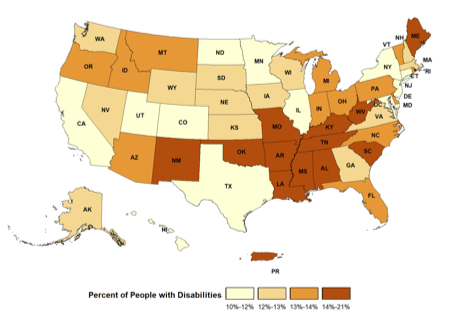 WA
ME
VT
NH
MT
ND
MN
OR
ID
SD
WI
MI
NY
MA
RI
CT
WY
IA
PA
NJ
NE
IL
IN
OH
DE
DC
MD
NV
UT
CO
KS
MO
KY
WV
VA
CA
OK
AR
TN
NC
AZ
NM
SC
MS
AL
GA
LA
TX
FL
AK
HI
PR
Percent of People with Disabilities
10%-12% 12%-13% 13%-14% 14%-21%